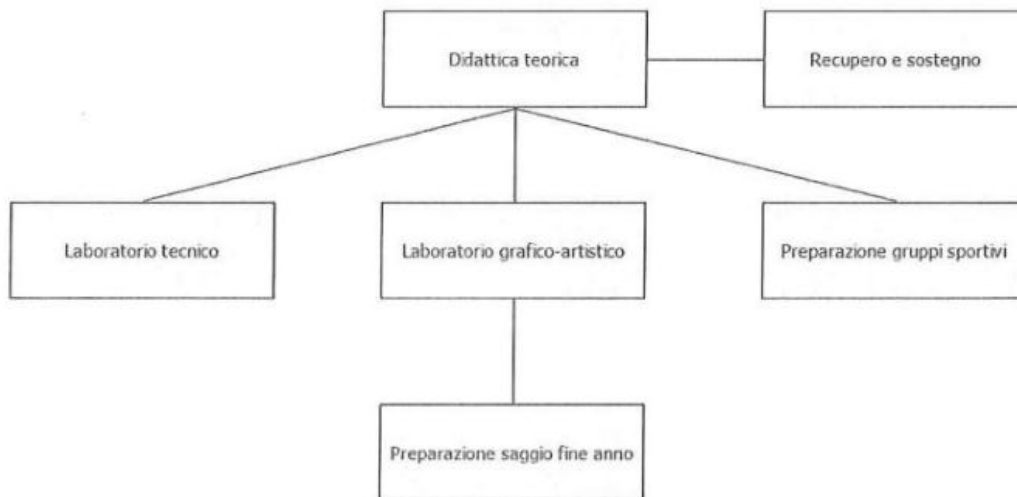 Didattica teorica
Recupero e sostegno
Laboratorio tecnico
Laboratorio grafico-artistico
Preparazione gruppi sportivi
Preparazione saggio fine anno